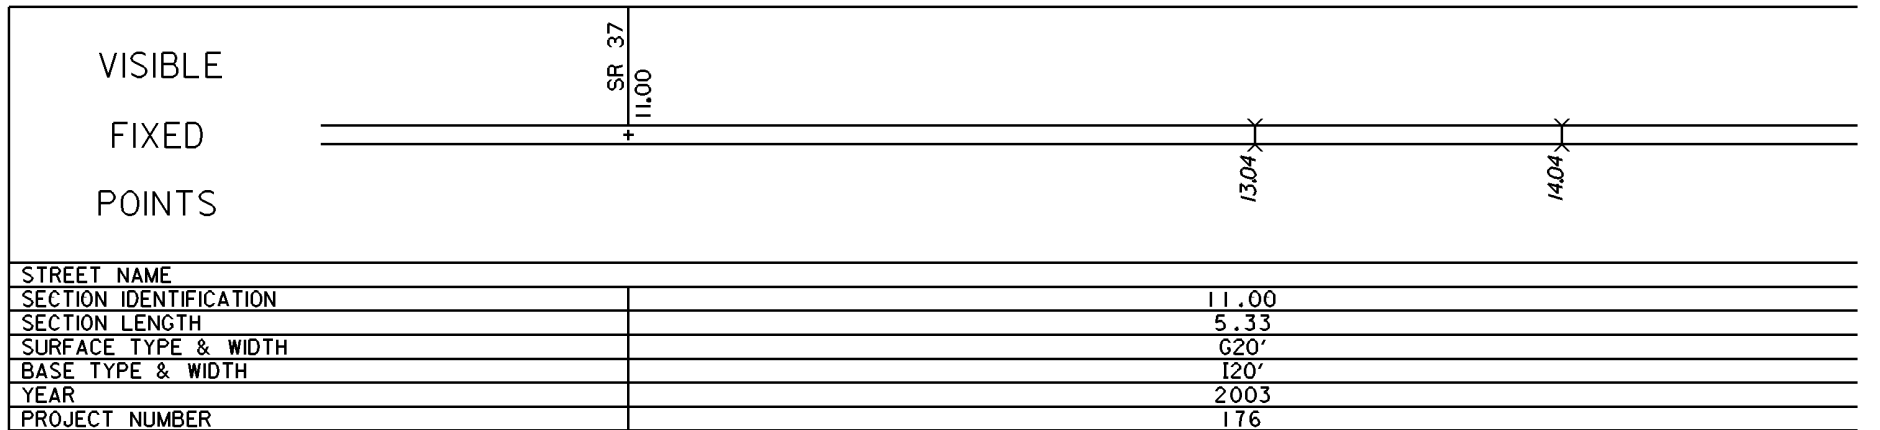 VISIBLE
FIXED
POINTS
SR 37
11.00
13.04
14.04
STREET NAME
SECTION IDENTIFICATION 11.00
SECTION LENGTH 5.33
SURFACE TYPE & WIDTH G20'
BASE TYPE & WIDTH I20'
YEAR 2003
PROJECT NUMBER 176